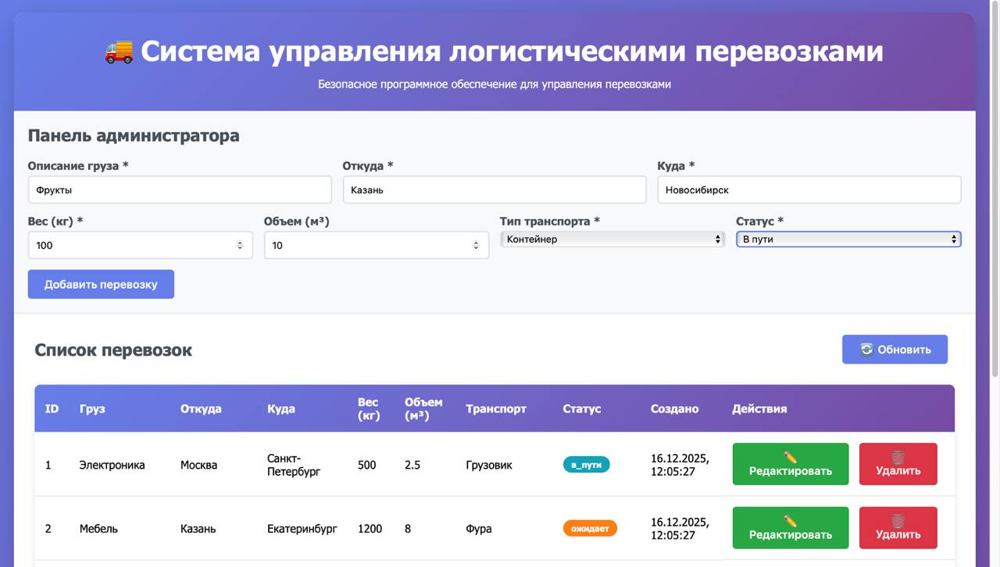 🚚 Система управления логистическими перевозками
Безопасное программное обеспечение для управления перевозками
Панель администратора
Описание груза * Откуда * Куда *
Фрукты Казань Новосибирск
Вес (кг) * Объем (м³) Тип транспорта * Статус *
100 10 Контейнер В пути
Добавить перевозку
Список перевозок
🔄 Обновить
ID Груз Откуда Куда Вес (кг) Объем (м³) Транспорт Статус Создано Действия
1 Электроника Москва Санкт-Петербург 500 2.5 Грузовик в_пути 16.12.2025, 12:05:27 ✏️ Редактировать 🗑️ Удалить
2 Мебель Казань Екатеринбург 1200 8 Фура ожидает 16.12.2025, 12:05:27 ✏️ Редактировать 🗑️ Удалить